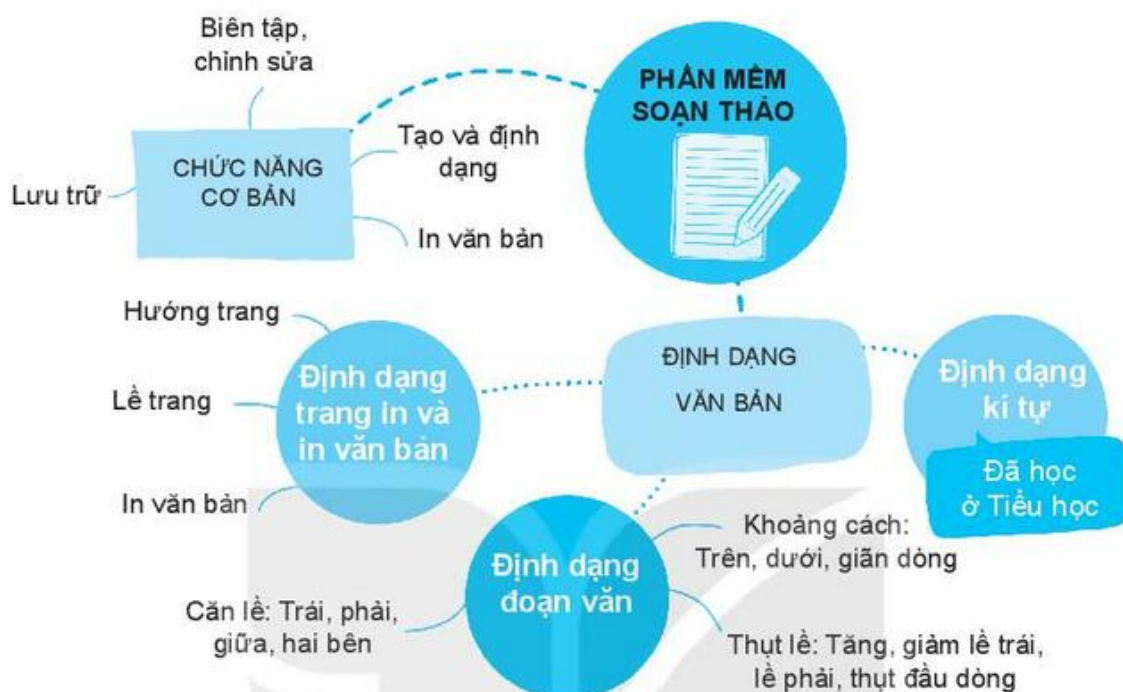 PHẦN MỀM
SOẠN THẢO
Biên tập,
chỉnh sửa
CHỨC NĂNG
CƠ BẢN
Tạo và định
dạng
Lưu trữ
In văn bản
ĐỊNH DẠNG
VĂN BẢN
Định dạng
kí tự
Đã học
ở Tiểu học
Hướng trang
Định dạng
trang in và
in văn bản
Lề trang
In văn bản
Định dạng
đoạn văn
Khoảng cách:
Trên, dưới, giãn dòng
Căn lề: Trái, phải,
giữa, hai bên
Thụt lề: Tăng, giảm lề trái,
lề phải, thụt đầu dòng